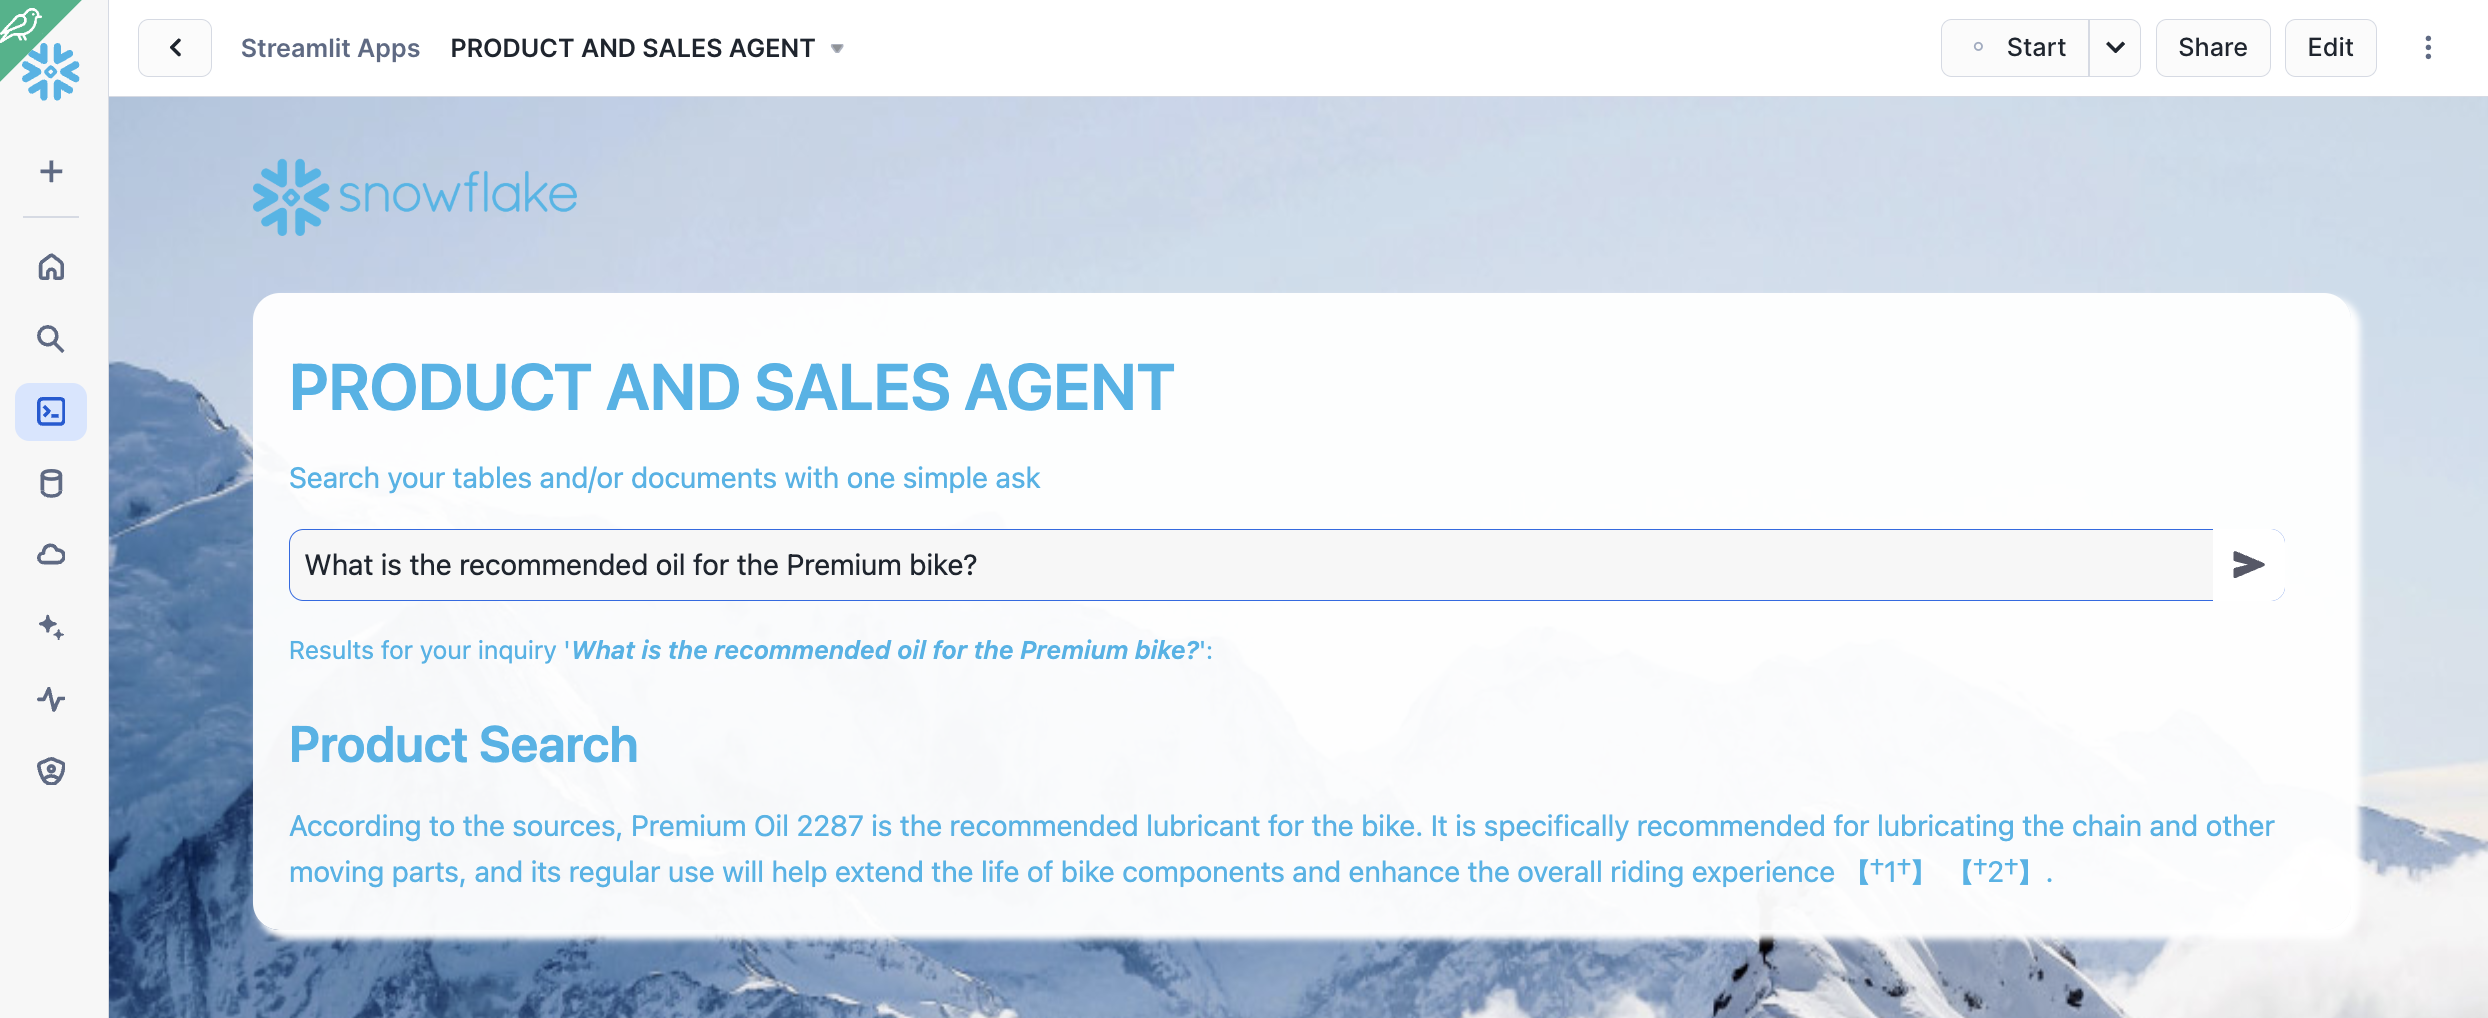 Streamlit Apps PRODUCT AND SALES AGENT
Start
Share
Edit
snowflake
PRODUCT AND SALES AGENT
Search your tables and/or documents with one simple ask
What is the recommended oil for the Premium bike?
Results for your inquiry 'What is the recommended oil for the Premium bike?':
Product Search
According to the sources, Premium Oil 2287 is the recommended lubricant for the bike. It is specifically recommended for lubricating the chain and other
moving parts, and its regular use will help extend the life of bike components and enhance the overall riding experience 【†1†】 【†2†】.